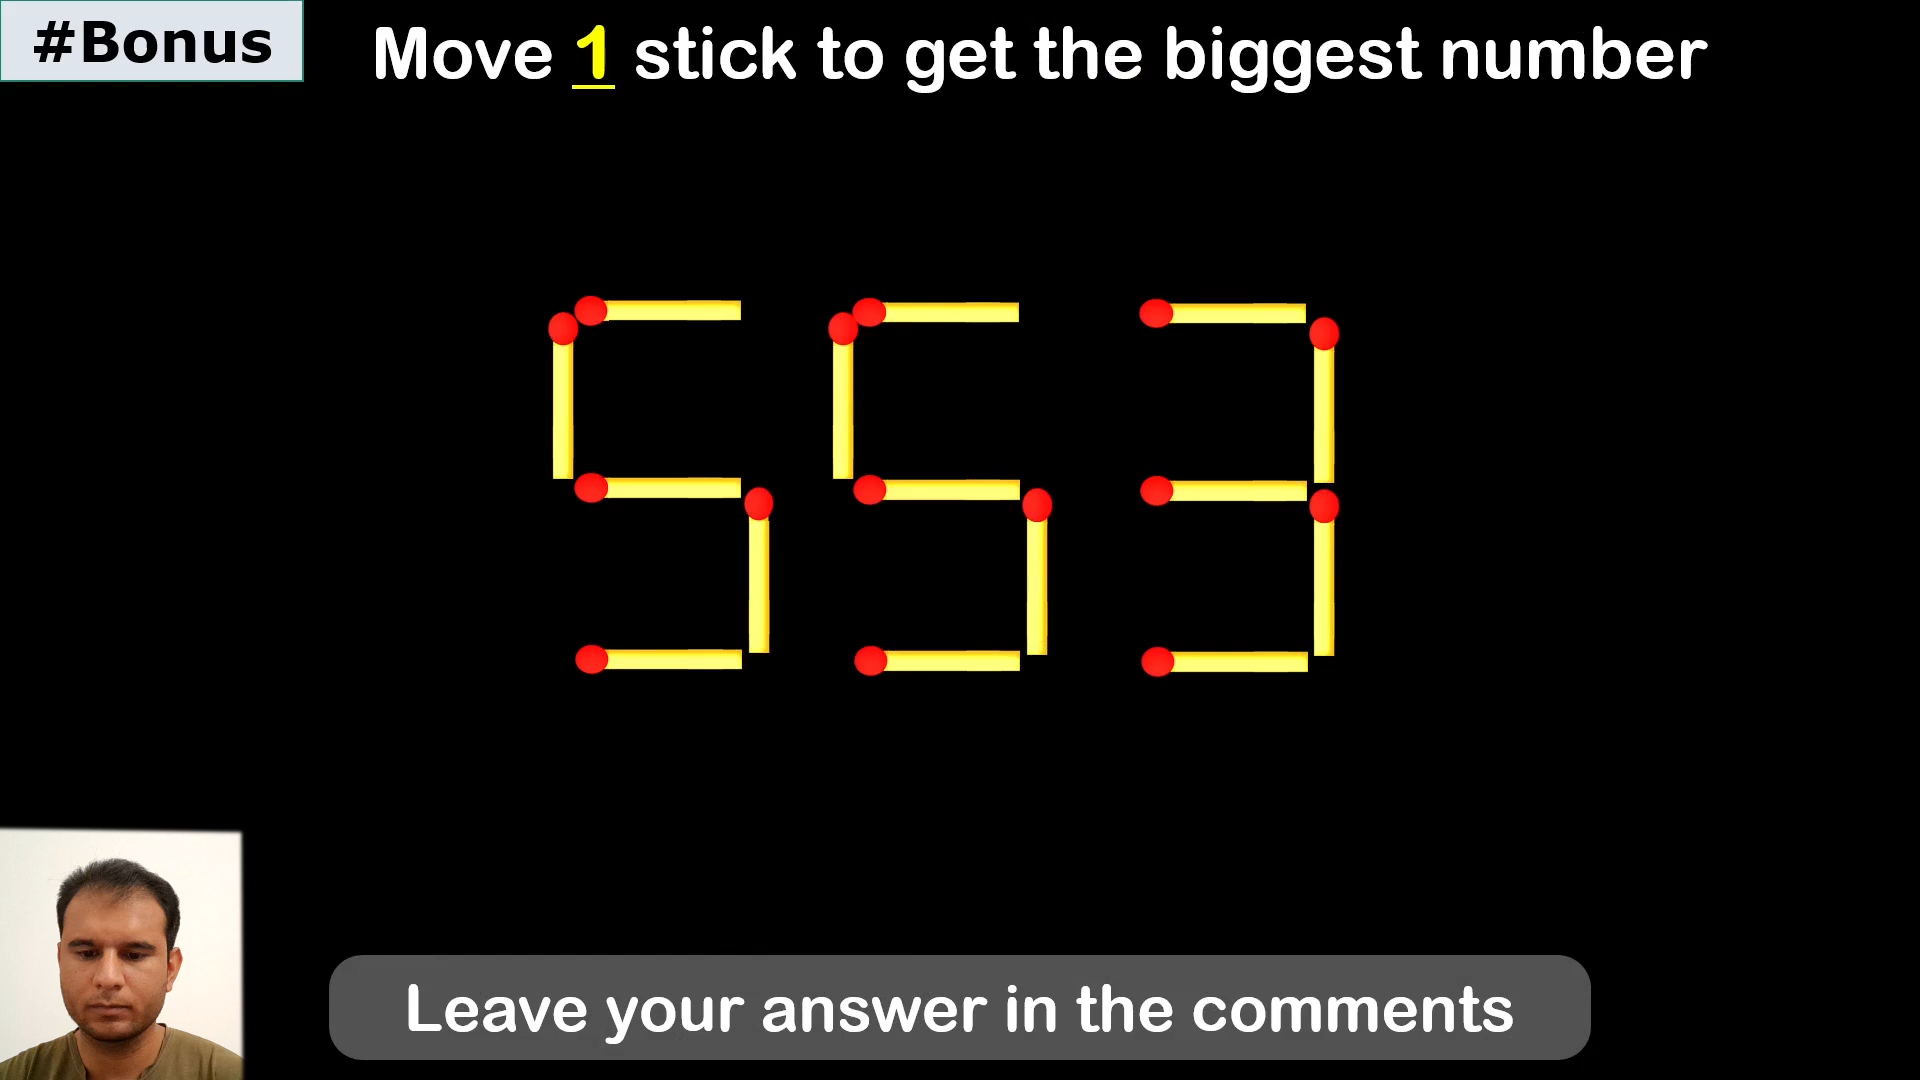 #Bonus
Move 1 stick to get the biggest number
553
Leave your answer in the comments